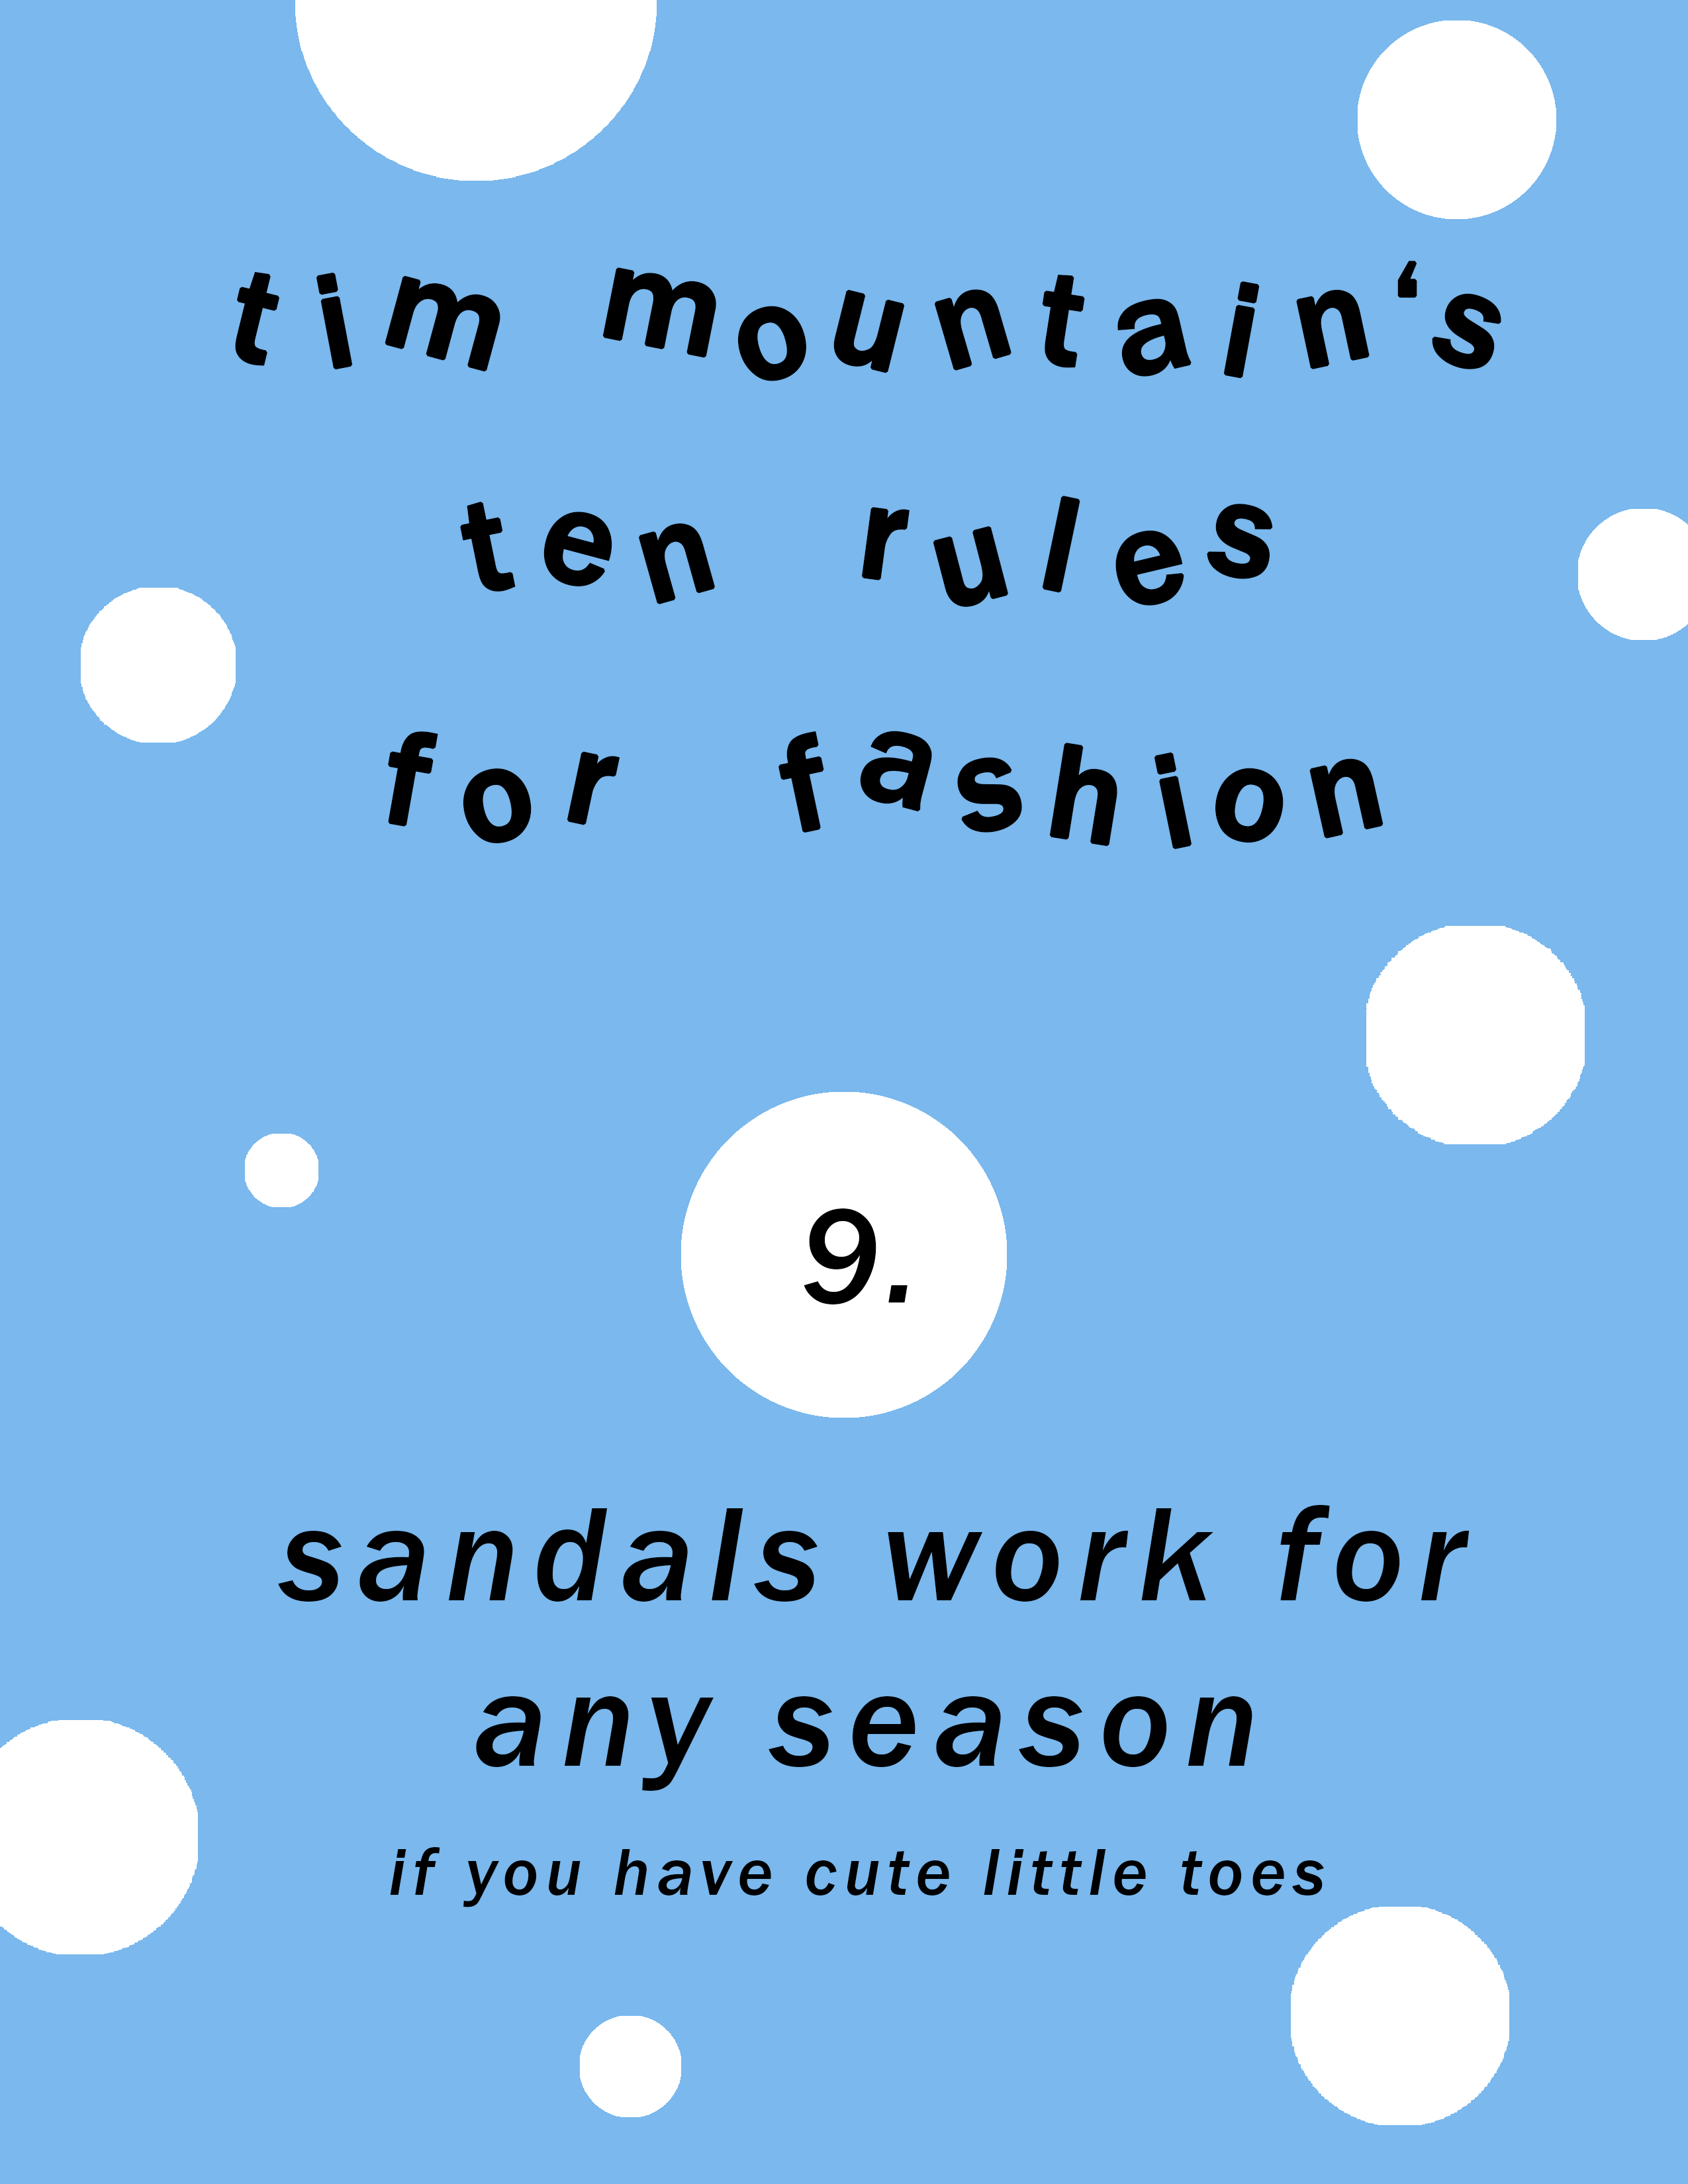 tim mountain‘s
ten rules
for fashion
9.
sandals work for
any season
if you have cute little toes